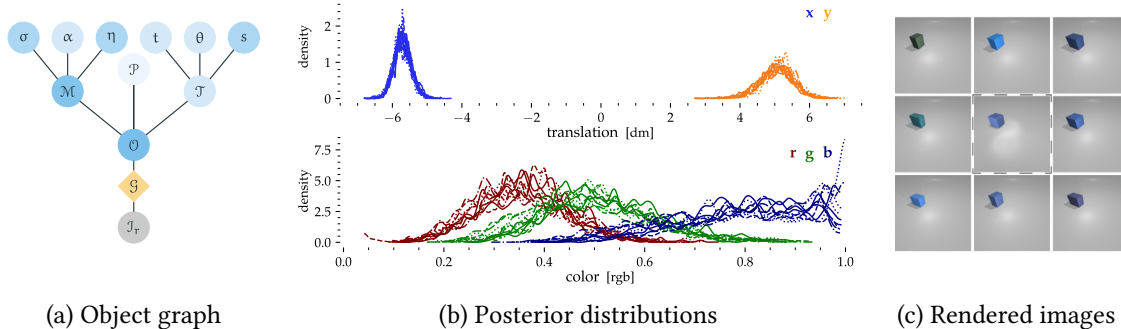 σ α η t θ s
𝒫
ℳ 𝒯
𝒪
𝒢
ℐr
(a) Object graph
x y
density
2
1
0
−6 −4 −2 0 2 4 6
translation [dm]
r g b
density
7.5
5.0
2.5
0.0
0.0 0.2 0.4 0.6 0.8 1.0
color [rgb]
(b) Posterior distributions
(c) Rendered images